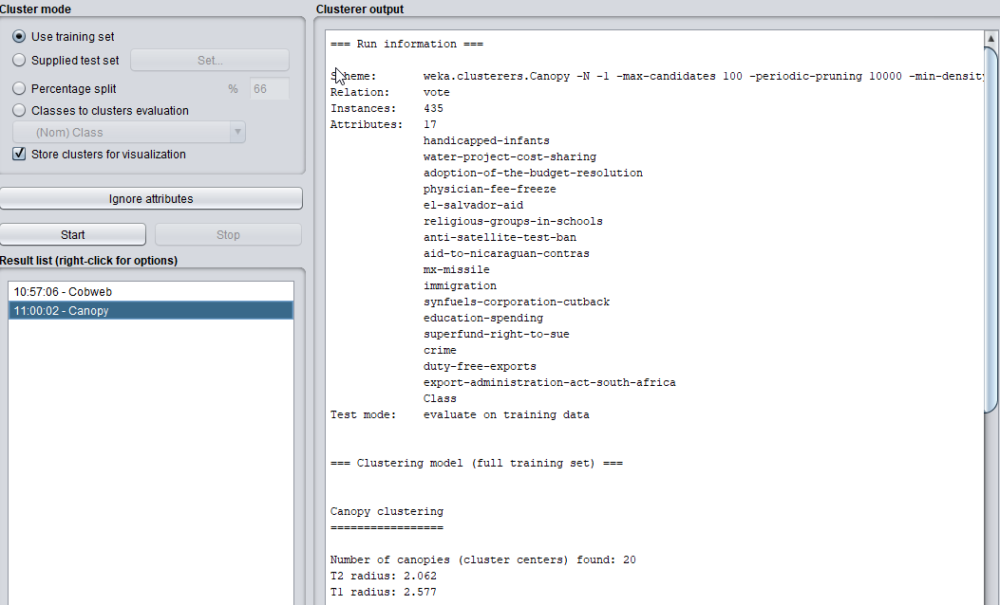 Cluster mode
Use training set
Supplied test set
Set...
Percentage split
%
66
Classes to clusters evaluation
(Nom) Class
Store clusters for visualization
Ignore attributes
Start
Stop
Result list (right-click for options)
10:57:06 - Cobweb
11:00:02 - Canopy
Clusterer output
=== Run information ===
Scheme: weka.clusterers.Canopy -N -1 -max-candidates 100 -periodic-pruning 10000 -min-density
Relation: vote
Instances: 435
Attributes: 17
handicapped-infants
water-project-cost-sharing
adoption-of-the-budget-resolution
physician-fee-freeze
el-salvador-aid
religious-groups-in-schools
anti-satellite-test-ban
aid-to-nicaraguan-contras
mx-missile
immigration
synfuels-corporation-cutback
education-spending
superfund-right-to-sue
crime
duty-free-exports
export-administration-act-south-africa
Class
Test mode: evaluate on training data
=== Clustering model (full training set) ===
Canopy clustering
=================
Number of canopies (cluster centers) found: 20
T2 radius: 2.062
T1 radius: 2.577